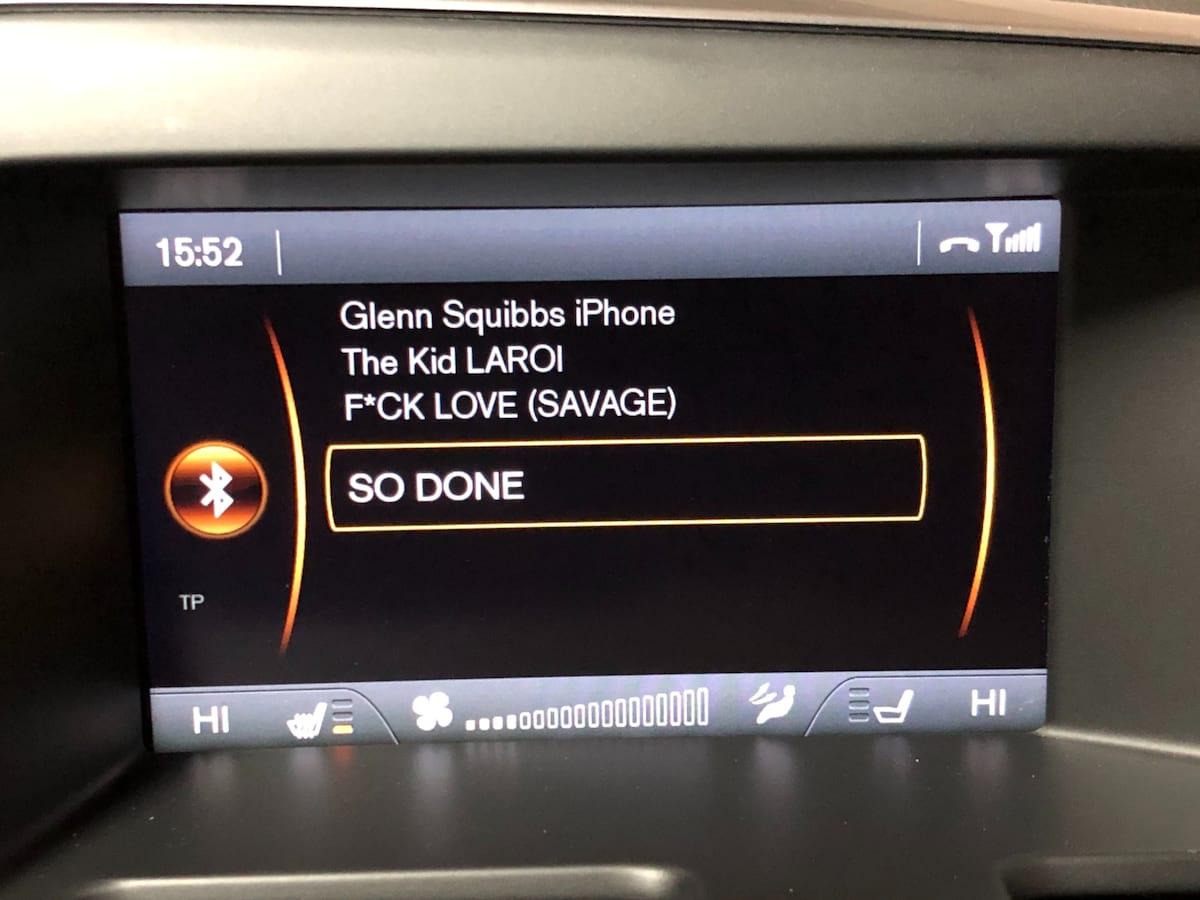 15:52
Glenn Squibbs iPhone
The Kid LAROI
F*CK LOVE (SAVAGE)
SO DONE
TP
HI HI